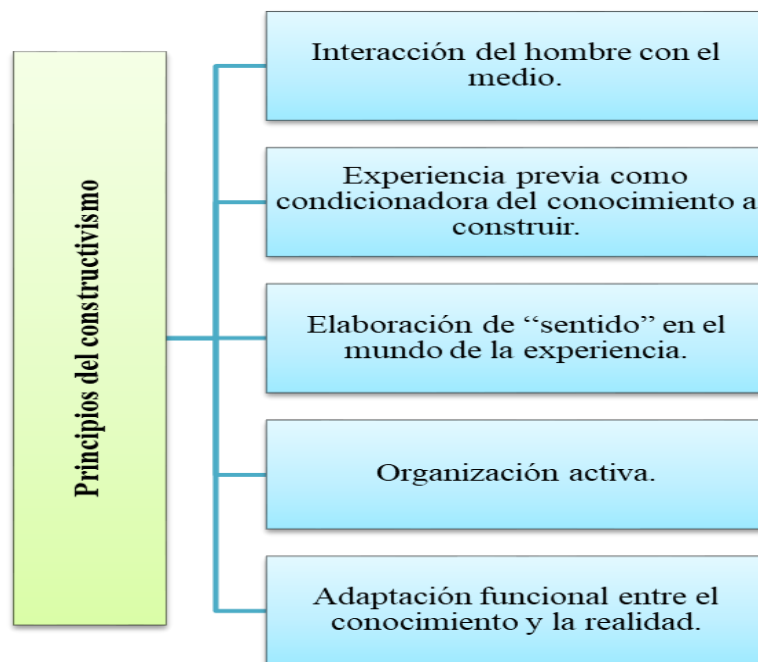 Principios del constructivismo
Interacción del hombre con el
medio.
Experiencia previa como
condicionadora del conocimiento a
construir.
Elaboración de “sentido” en el
mundo de la experiencia.
Organización activa.
Adaptación funcional entre el
conocimiento y la realidad.